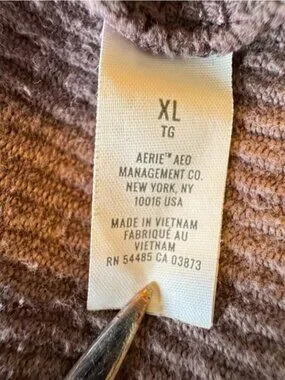 XL
TG
AERIE™ AEO
MANAGEMENT CO.
NEW YORK, NY
10016 USA
MADE IN VIETNAM
FABRIQUÉ AU
VIETNAM
RN 54485 CA 03873